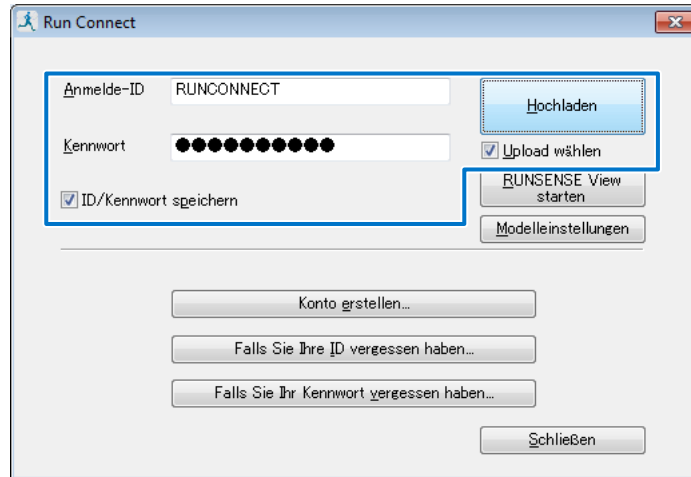 Run Connect
Anmelde-ID RUNCONNECT
Hochladen
Kennwort ●●●●●●●●●●
Upload wählen
ID/Kennwort speichern
RUNSENSE View
starten
Modelleinstellungen
Konto erstellen...
Falls Sie Ihre ID vergessen haben...
Falls Sie Ihr Kennwort vergessen haben...
Schließen